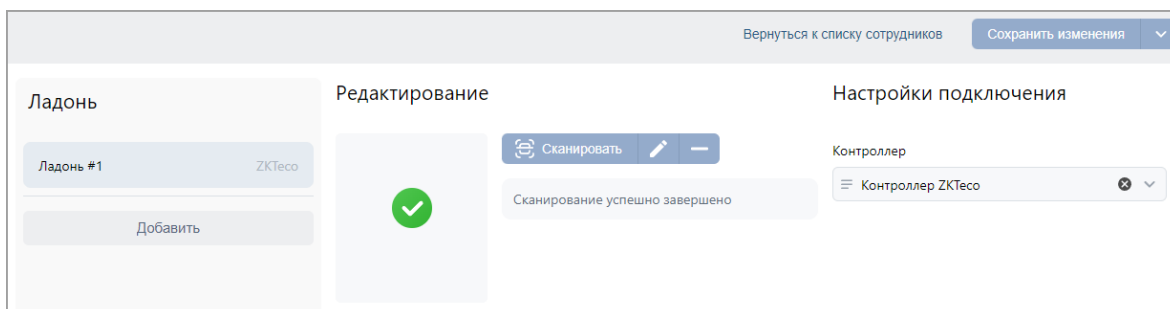 Вернуться к списку сотрудников
Сохранить изменения
Ладонь
Ладонь #1
ZKTeco
Добавить
Редактирование
Сканировать
Сканирование успешно завершено
Настройки подключения
Контроллер
Контроллер ZKTeco